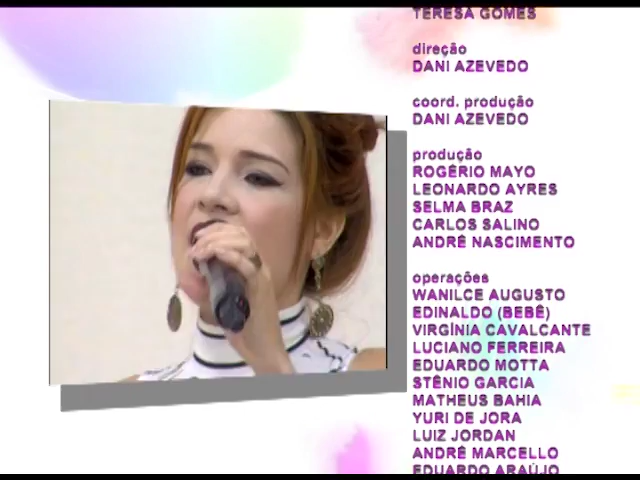 TERESA GOMES
direção
DANI AZEVEDO
coord. produção
DANI AZEVEDO
produção
ROGÉRIO MAYO
LEONARDO AYRES
SELMA BRAZ
CARLOS SALINO
ANDRÊ NASCIMENTO
operações
WANILCE AUGUSTO
EDINALDO (BEBÊ)
VIRGÍNIA CAVALCANTE
LUCIANO FERREIRA
EDUARDO MOTTA
STÊNIO GARCIA
MATHEUS BAHIA
YURI DE JORA
LUIZ JORDAN
ANDRÊ MARCELLO
EDUARDO ARAÚJO